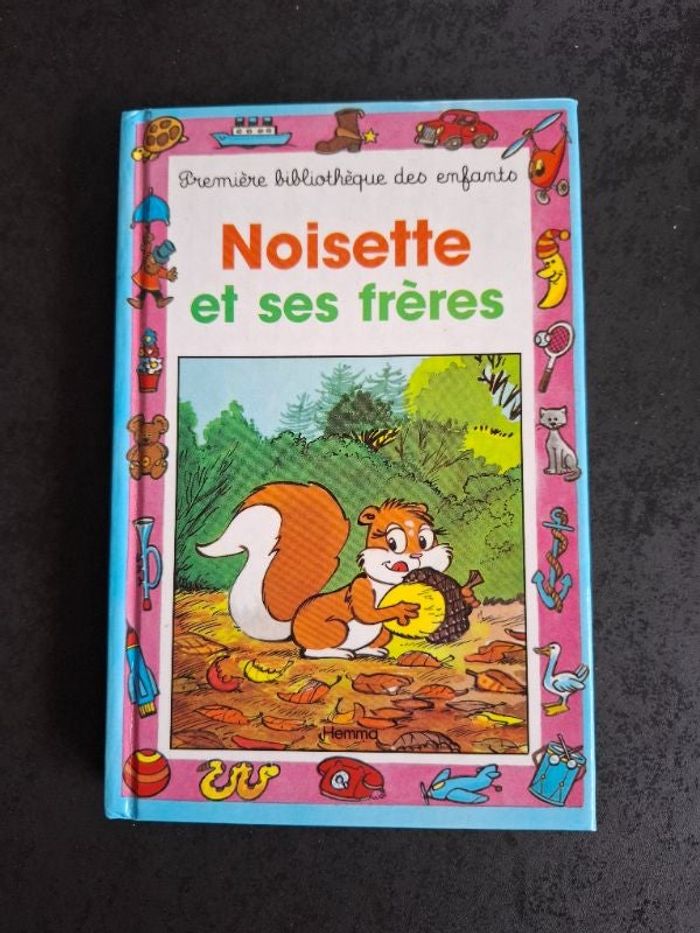 Première bibliothèque des enfants
Noisette
et ses frères
Hemma